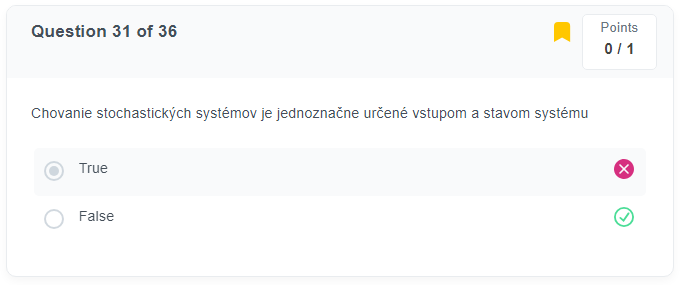 Question 31 of 36
Points
0 / 1
Chovanie stochastických systémov je jednoznačne určené vstupom a stavom systému
True
False